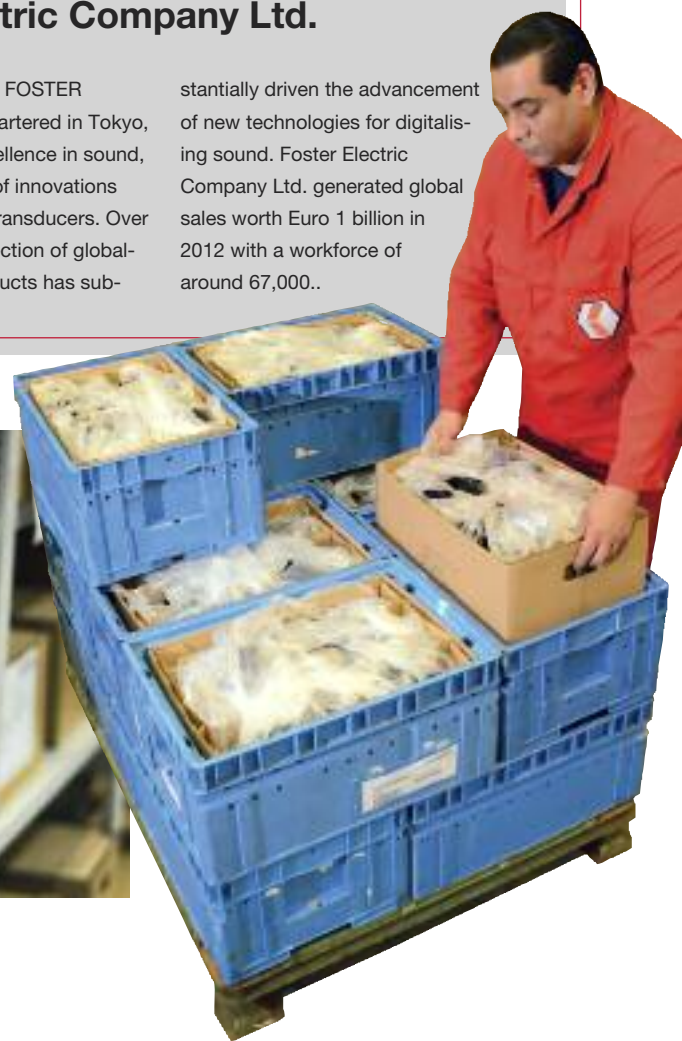 tric Company Ltd.
FOSTER
artered in Tokyo,
ellence in sound,
of innovations
ransducers. Over
ction of global-
ucts has sub-
stantially driven the advancement
of new technologies for digitalis-
ing sound. Foster Electric
Company Ltd. generated global
sales worth Euro 1 billion in
2012 with a workforce of
around 67,000..